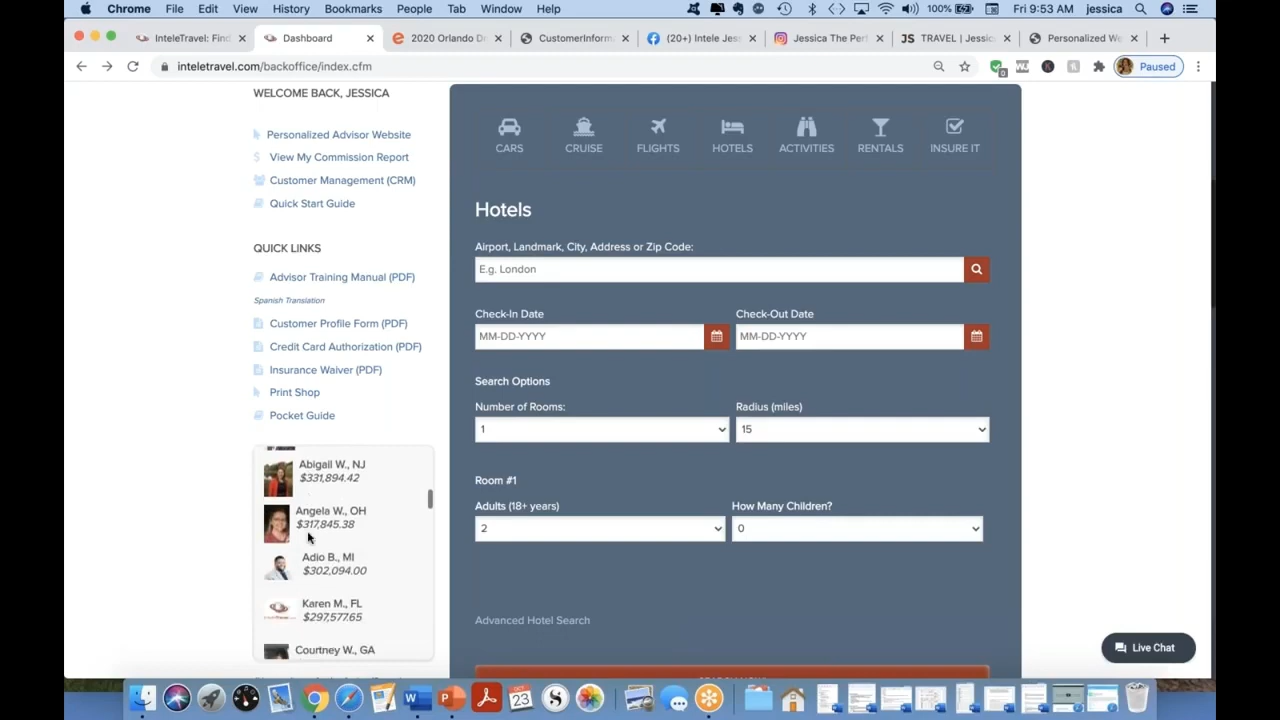 Chrome File Edit View History Bookmarks People Tab Window Help
100% Fri 9:53 AM jessica
InteleTravel: Find
Dashboard
2020 Orlando De
CustomerInform
(20+) Intele Jess
Jessica The Perf
JS TRAVEL | Jessic
Personalized We
inteletravel.com/backoffice/index.cfm
Paused
WELCOME BACK, JESSICA
Personalized Advisor Website
View My Commission Report
Customer Management (CRM)
Quick Start Guide
QUICK LINKS
Advisor Training Manual (PDF)
Spanish Translation
Customer Profile Form (PDF)
Credit Card Authorization (PDF)
Insurance Waiver (PDF)
Print Shop
Pocket Guide
Abigail W., NJ
$331,894.42
Angela W., OH
$317,845.38
Adio B., MI
$302,094.00
Karen M., FL
$297,577.65
Courtney W., GA
CARS CRUISE FLIGHTS HOTELS ACTIVITIES RENTALS INSURE IT
Hotels
Airport, Landmark, City, Address or Zip Code:
E.g. London
Check-In Date Check-Out Date
MM-DD-YYYY MM-DD-YYYY
Search Options
Number of Rooms: Radius (miles)
1 15
Room #1
Adults (18+ years) How Many Children?
2 0
Advanced Hotel Search
Live Chat
OCT
23